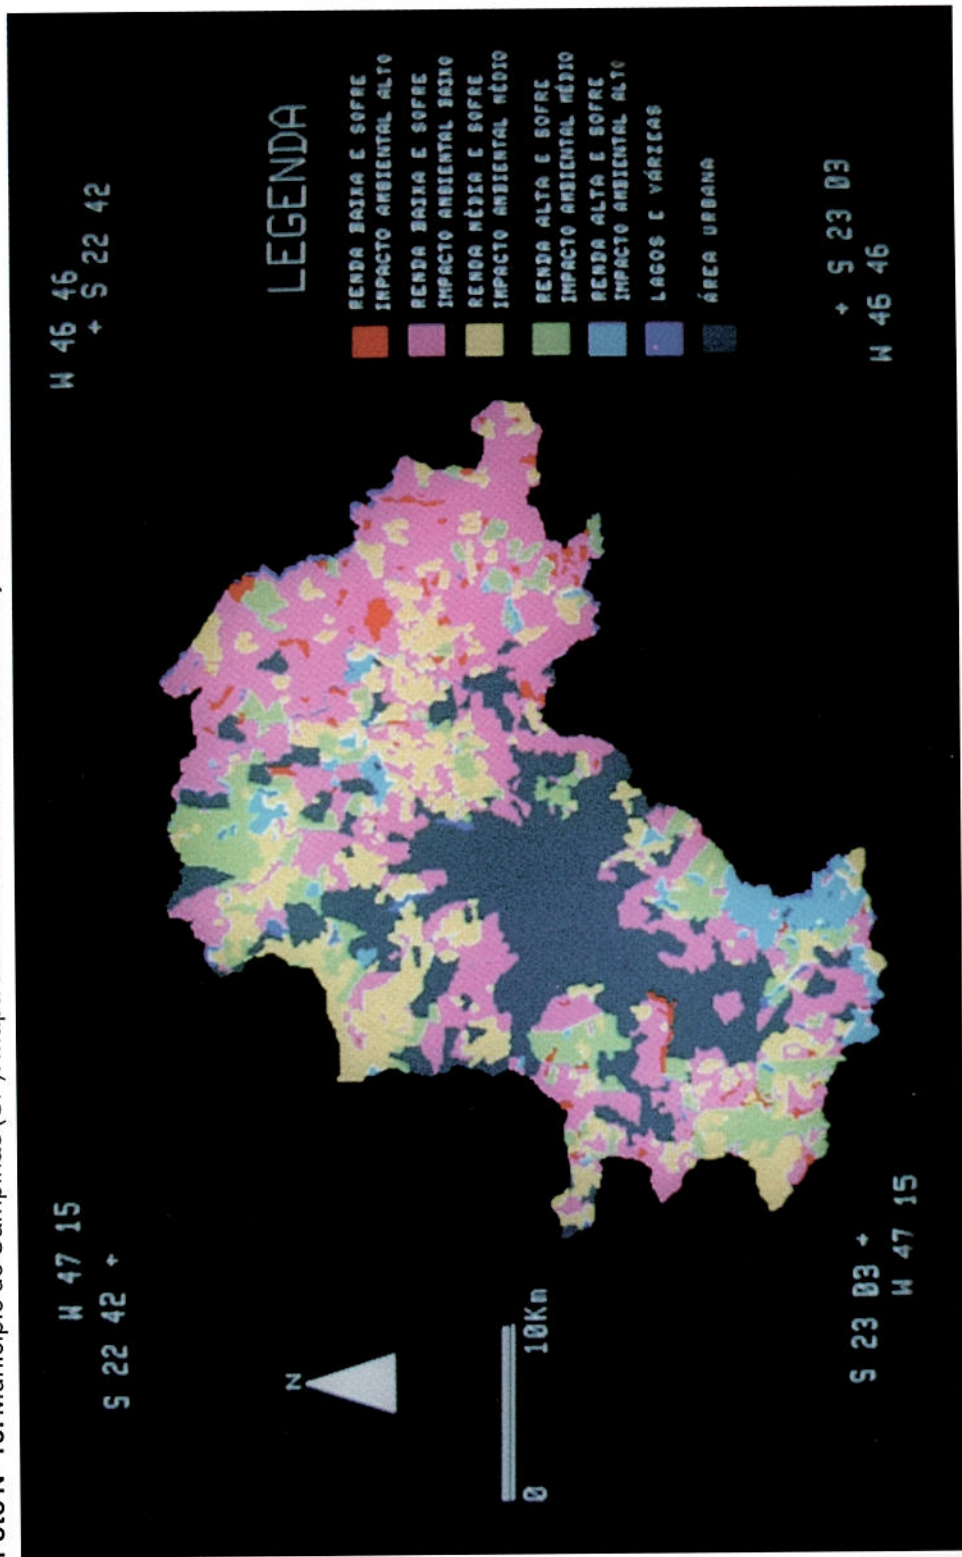 W 47 15
S 22 42 +
W 46 46
+ S 22 42
N
0
10Km
LEGENDA
RENDA BAIXA E SOFRE
IMPACTO AMBIENTAL ALTO
RENDA BAIXA E SOFRE
IMPACTO AMBIENTAL BAIXO
RENDA MÉDIA E SOFRE
IMPACTO AMBIENTAL MÉDIO
RENDA ALTA E SOFRE
IMPACTO AMBIENTAL MÉDIO
RENDA ALTA E SOFRE
IMPACTO AMBIENTAL ALTO
LAGOS E VÁRZEAS
ÁREA URBANA
S 23 03 +
W 47 15
+ S 23 03
W 46 46